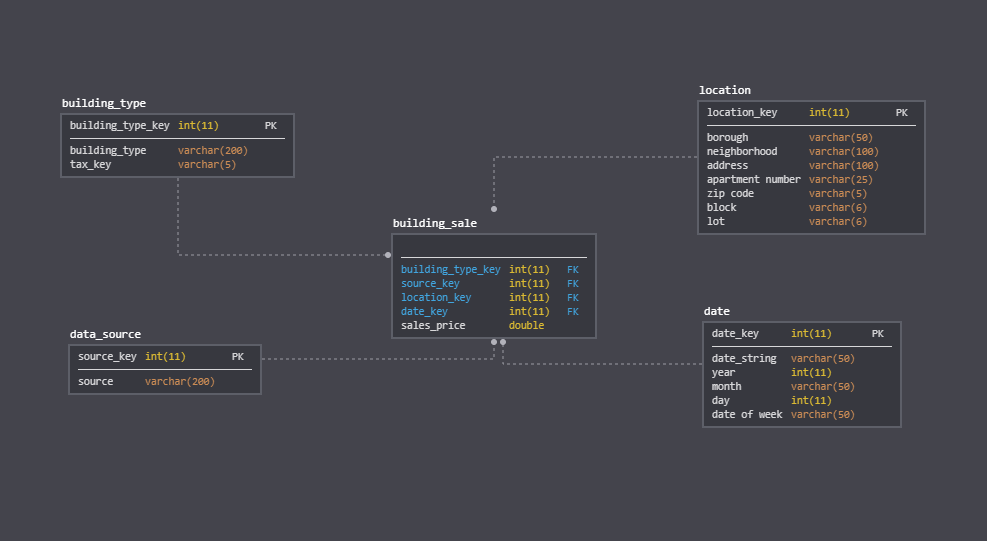 building_type
building_type_key int(11) PK
building_type varchar(200)
tax_key varchar(5)
location
location_key int(11) PK
borough varchar(50)
neighborhood varchar(100)
address varchar(100)
apartment number varchar(25)
zip code varchar(5)
block varchar(6)
lot varchar(6)
building_sale
building_type_key int(11) FK
source_key int(11) FK
location_key int(11) FK
date_key int(11) FK
sales_price double
data_source
source_key int(11) PK
source varchar(200)
date
date_key int(11) PK
date_string varchar(50)
year int(11)
month varchar(50)
day int(11)
date of week varchar(50)